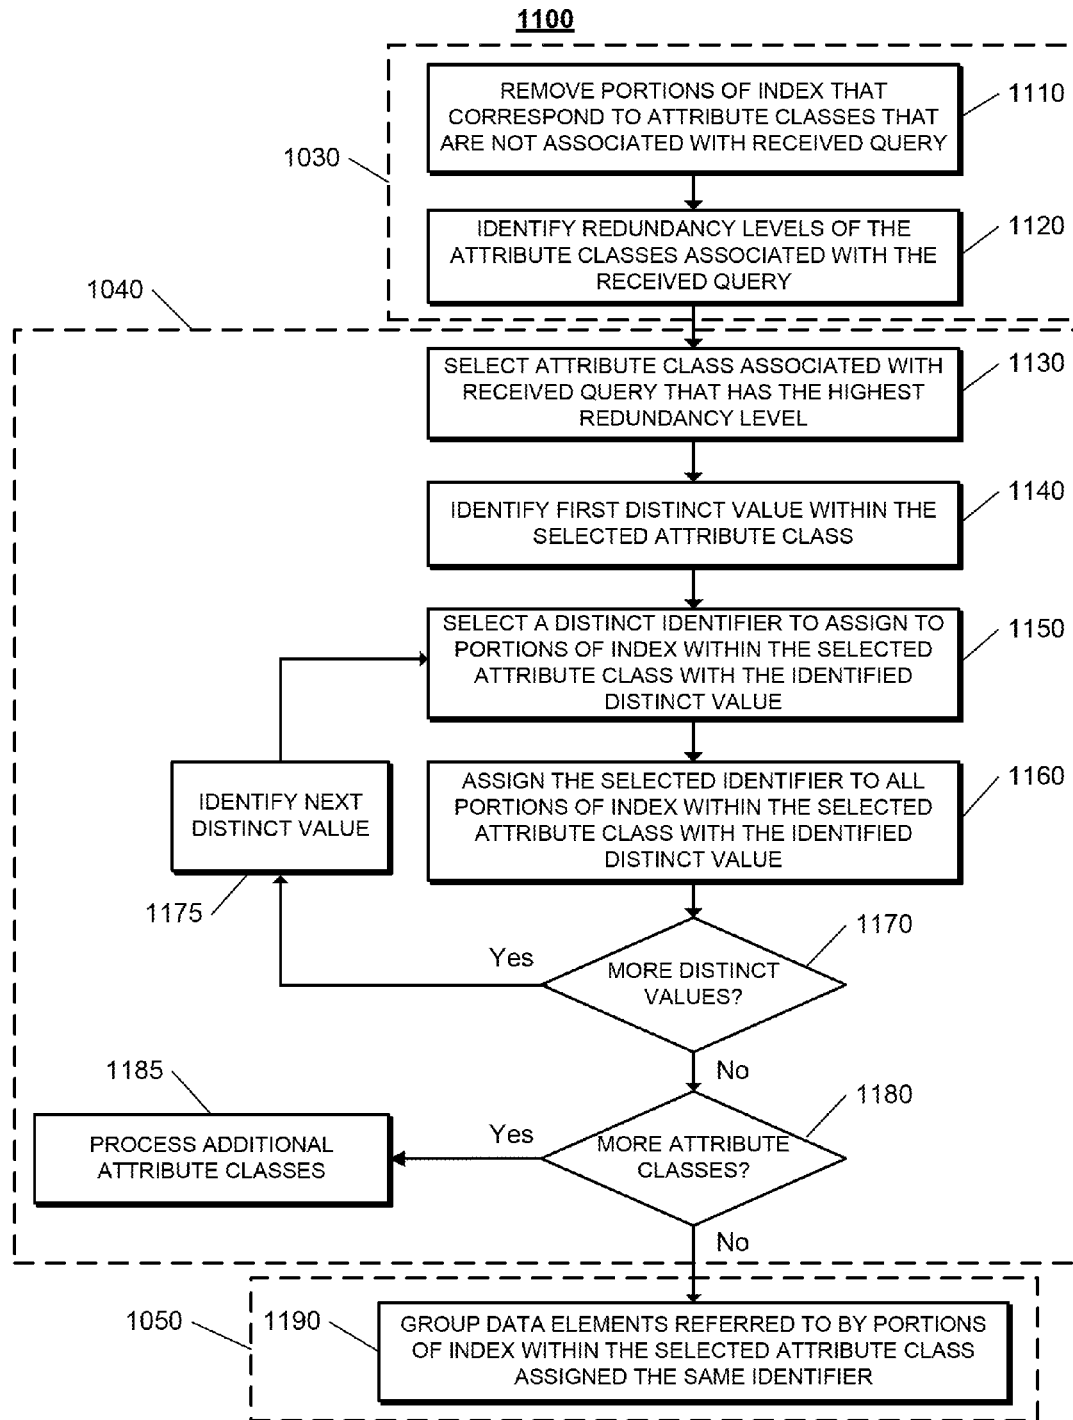 1100
REMOVE PORTIONS OF INDEX THAT
CORRESPOND TO ATTRIBUTE CLASSES THAT
ARE NOT ASSOCIATED WITH RECEIVED QUERY
1110
1030
IDENTIFY REDUNDANCY LEVELS OF THE
ATTRIBUTE CLASSES ASSOCIATED WITH THE
RECEIVED QUERY
1120
1040
SELECT ATTRIBUTE CLASS ASSOCIATED WITH
RECEIVED QUERY THAT HAS THE HIGHEST
REDUNDANCY LEVEL
1130
IDENTIFY FIRST DISTINCT VALUE WITHIN THE
SELECTED ATTRIBUTE CLASS
1140
SELECT A DISTINCT IDENTIFIER TO ASSIGN TO
PORTIONS OF INDEX WITHIN THE SELECTED
ATTRIBUTE CLASS WITH THE IDENTIFIED
DISTINCT VALUE
1150
ASSIGN THE SELECTED IDENTIFIER TO ALL
PORTIONS OF INDEX WITHIN THE SELECTED
ATTRIBUTE CLASS WITH THE IDENTIFIED
DISTINCT VALUE
1160
IDENTIFY NEXT
DISTINCT VALUE
1175
Yes
MORE DISTINCT
VALUES?
1170
No
1185
PROCESS ADDITIONAL
ATTRIBUTE CLASSES
Yes
MORE ATTRIBUTE
CLASSES?
1180
No
1050
1190
GROUP DATA ELEMENTS REFERRED TO BY PORTIONS
OF INDEX WITHIN THE SELECTED ATTRIBUTE CLASS
ASSIGNED THE SAME IDENTIFIER